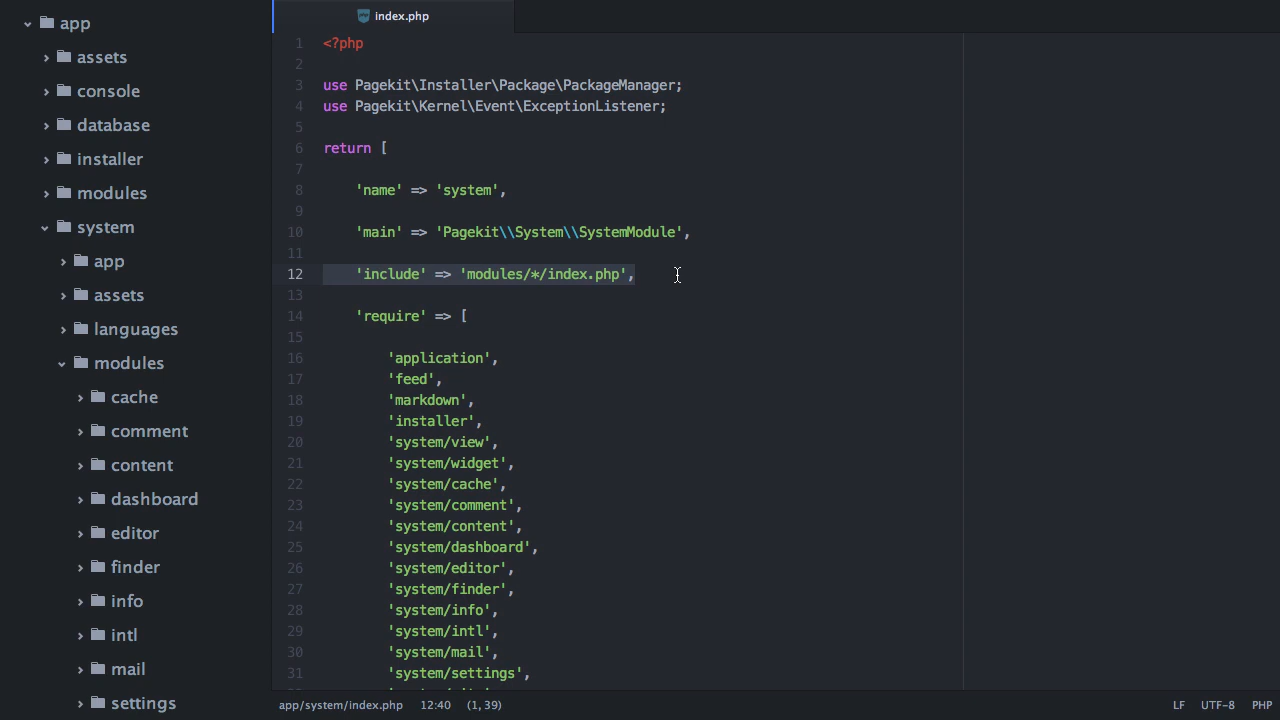 app
assets
console
database
installer
modules
system
app
assets
languages
modules
cache
comment
content
dashboard
editor
finder
info
intl
mail
settings
index.php
1 <?php
2
3 use Pagekit\Installer\Package\PackageManager;
4 use Pagekit\Kernel\Event\ExceptionListener;
5
6 return [
7
8 'name' => 'system',
9
10 'main' => 'Pagekit\\System\\SystemModule',
11
12 'include' => 'modules/*/index.php',
13
14 'require' => [
15
16 'application',
17 'feed',
18 'markdown',
19 'installer',
20 'system/view',
21 'system/widget',
22 'system/cache',
23 'system/comment',
24 'system/content',
25 'system/dashboard',
26 'system/editor',
27 'system/finder',
28 'system/info',
29 'system/intl',
30 'system/mail',
31 'system/settings',
app/system/index.php 12:40 (1, 39) LF UTF-8 PHP